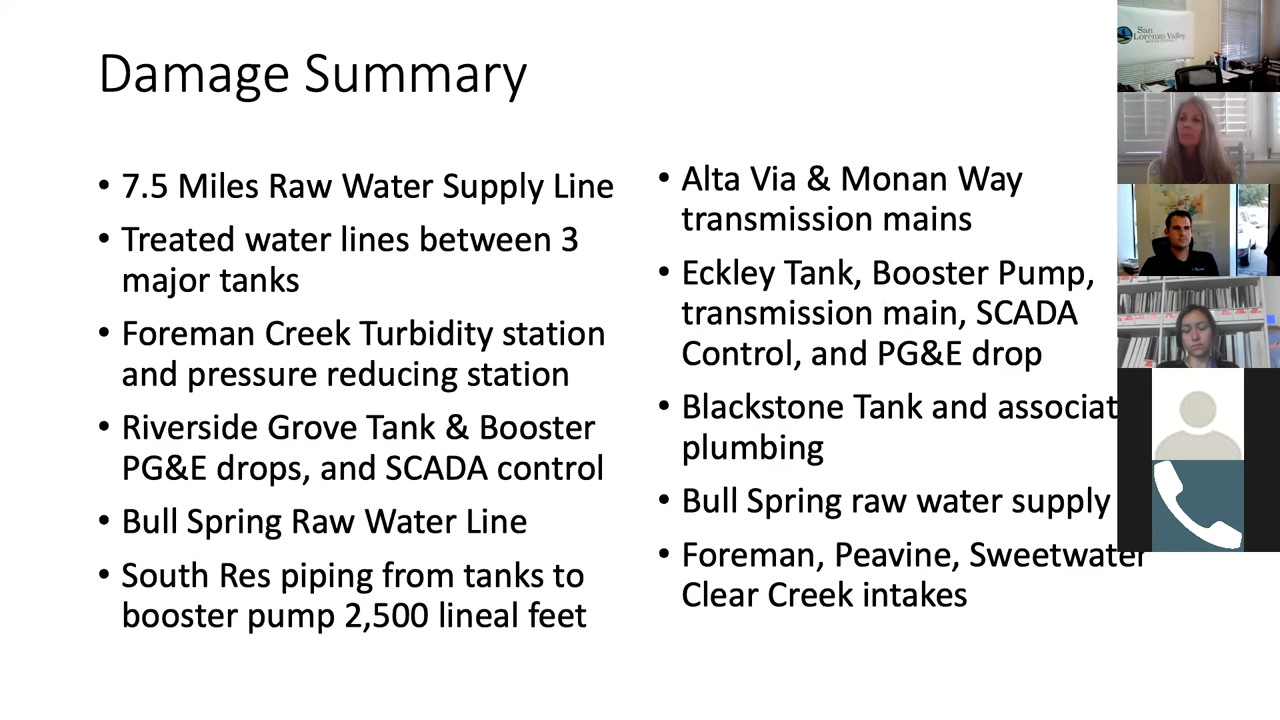 Damage Summary
• 7.5 Miles Raw Water Supply Line
• Treated water lines between 3
major tanks
• Foreman Creek Turbidity station
and pressure reducing station
• Riverside Grove Tank & Booster
PG&E drops, and SCADA control
• Bull Spring Raw Water Line
• South Res piping from tanks to
booster pump 2,500 lineal feet
• Alta Via & Monan Way
transmission mains
• Eckley Tank, Booster Pump,
transmission main, SCADA
Control, and PG&E drop
• Blackstone Tank and associat
plumbing
• Bull Spring raw water supply
• Foreman, Peavine, Sweetwater
Clear Creek intakes
San
Lorenzo Valley
WATER DISTRICT